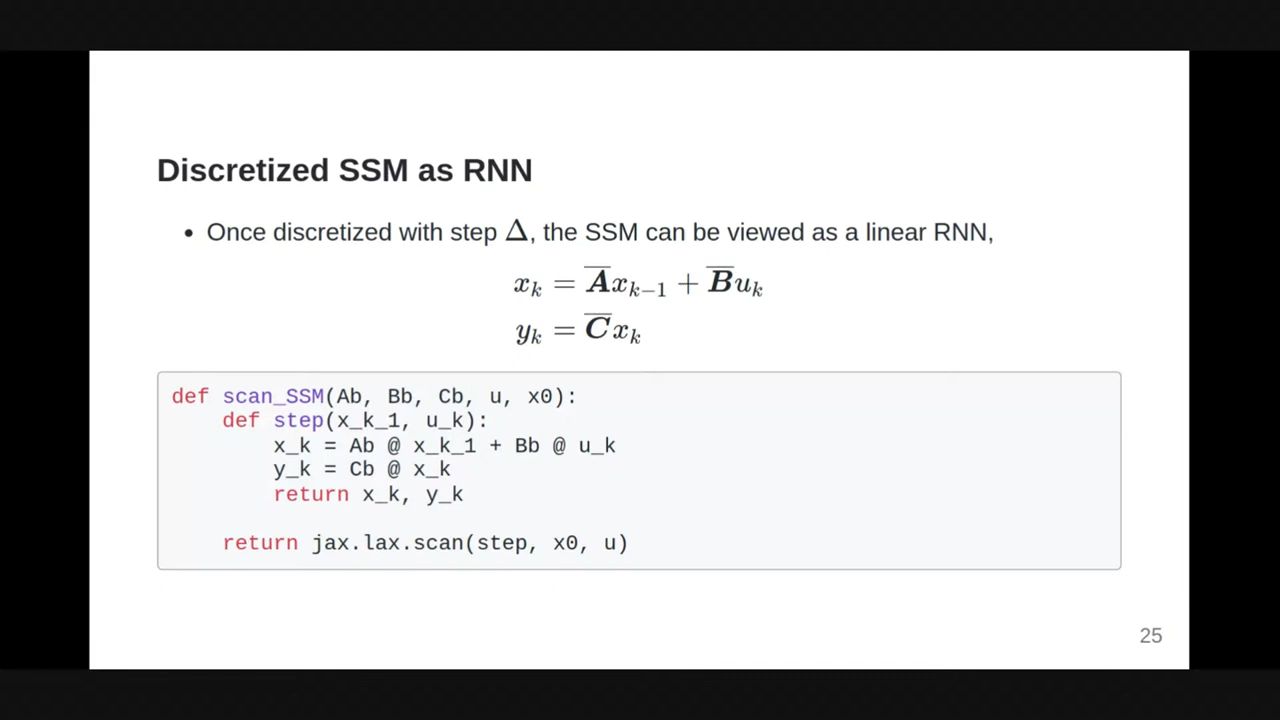 Discretized SSM as RNN
• Once discretized with step Δ, the SSM can be viewed as a linear RNN,
x̅_k = A̅x_{k−1} + B̅u_k
y_k = C̅x_k
def scan_SSM(Ab, Bb, Cb, u, x0):
    def step(x_k_1, u_k):
        x_k = Ab @ x_k_1 + Bb @ u_k
        y_k = Cb @ x_k
        return x_k, y_k
    return jax.lax.scan(step, x0, u)
25